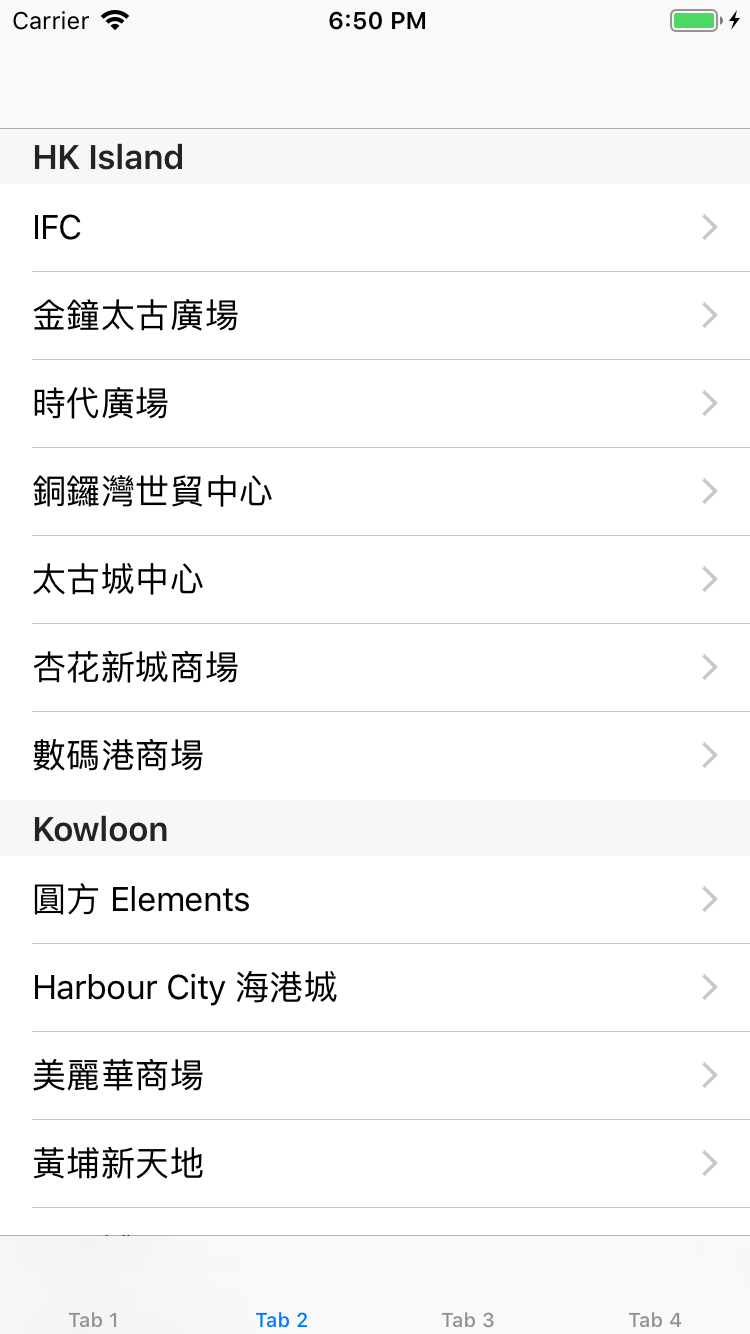 Carrier 6:50 PM
HK Island
IFC
金鐘太古廣場
時代廣場
銅鑼灣世貿中心
太古城中心
杏花新城商場
數碼港商場
Kowloon
圓方 Elements
Harbour City 海港城
美麗華商場
黃埔新天地
Tab 1 Tab 2 Tab 3 Tab 4